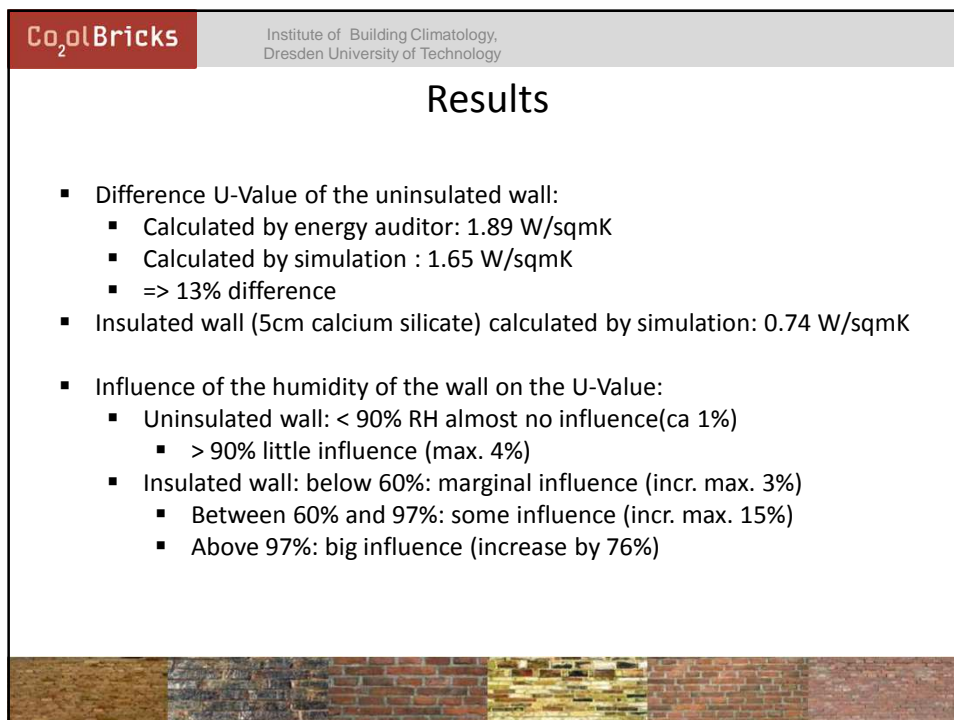 Co2olBricks
Institute of Building Climatology,
Dresden University of Technology
Results
▪ Difference U-Value of the uninsulated wall:
▪ Calculated by energy auditor: 1.89 W/sqmK
▪ Calculated by simulation : 1.65 W/sqmK
▪ => 13% difference
▪ Insulated wall (5cm calcium silicate) calculated by simulation: 0.74 W/sqmK
▪ Influence of the humidity of the wall on the U-Value:
▪ Uninsulated wall: < 90% RH almost no influence(ca 1%)
▪ > 90% little influence (max. 4%)
▪ Insulated wall: below 60%: marginal influence (incr. max. 3%)
▪ Between 60% and 97%: some influence (incr. max. 15%)
▪ Above 97%: big influence (increase by 76%)